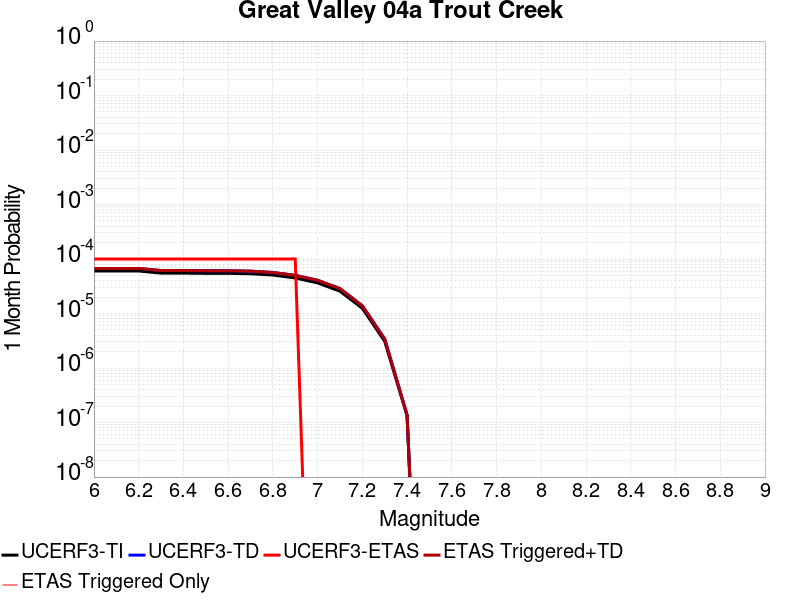 Great Valley 04a Trout Creek
1 Month Probability
10^0
10^-1
10^-2
10^-3
10^-4
10^-5
10^-6
10^-7
10^-8
6 6.2 6.4 6.6 6.8 7 7.2 7.4 7.6 7.8 8 8.2 8.4 8.6 8.8 9
Magnitude
UCERF3-TI UCERF3-TD UCERF3-ETAS ETAS Triggered+TD
ETAS Triggered Only